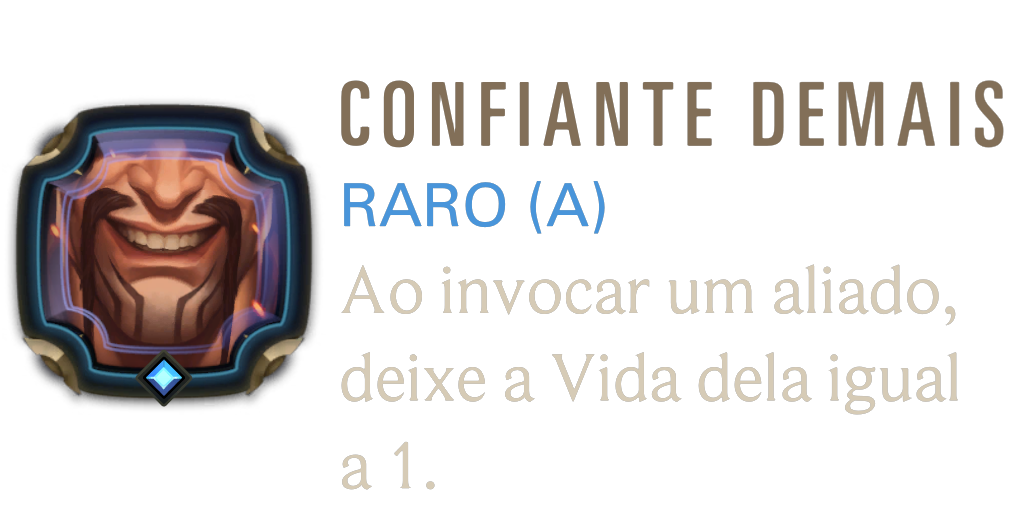 CONFIANTE DEMAIS
RARO (A)
Ao invocar um aliado,
deixe a Vida dela igual
a 1.